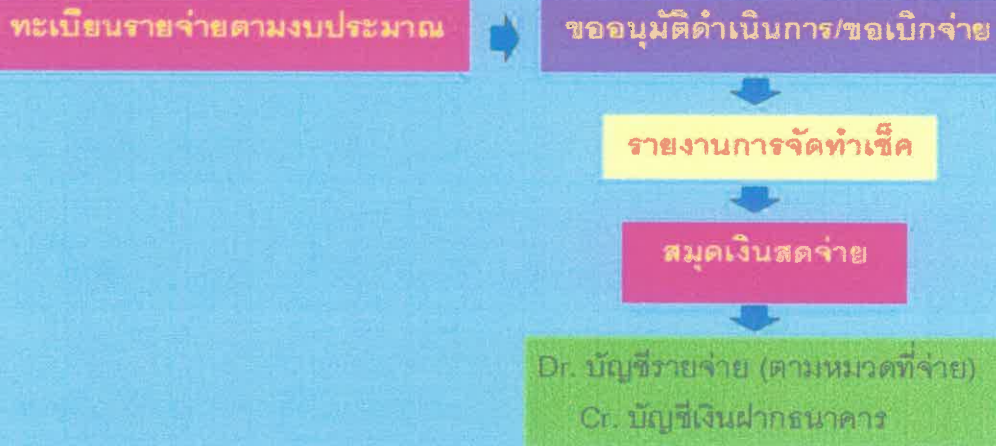 ทะเบียนรายจ่ายตามงบประมาณ
ขออนุมัติดำเนินการ/ขอเบิกจ่าย
รายงานการจัดทำเช็ค
สมุดเงินสดจ่าย
Dr. บัญชีรายจ่าย (ตามหมวดที่จ่าย)
Cr. บัญชีเงินฝากธนาคาร